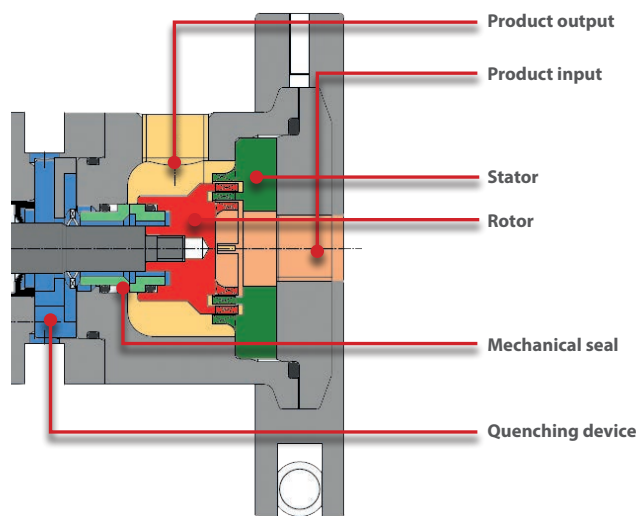 Product output
Product input
Stator
Rotor
Mechanical seal
Quenching device